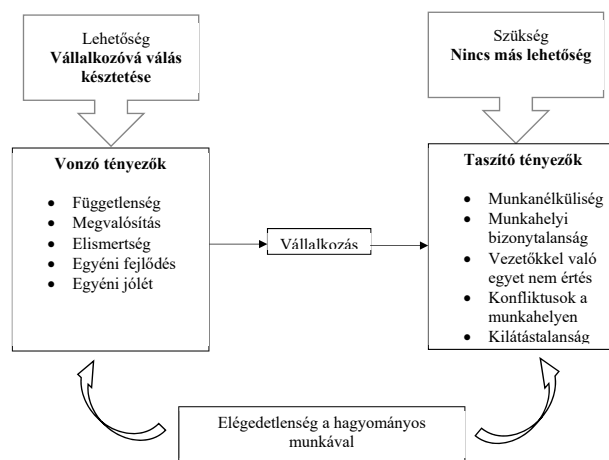 Lehetőség
Vállalkozóvá válás
késztetése
Szükség
Nincs más lehetőség
Vonzó tényezők
• Függetlenség
• Megvalósítás
• Elismertség
• Egyéni fejlődés
• Egyéni jólét
Vállalkozás
Taszító tényezők
• Munkanélküliség
• Munkahelyi
bizonytalanság
• Vezetőkkel való
egyet nem értés
• Konfliktusok a
munkahelyen
• Kilátástalanság
Elégedetlenség a hagyományos
munkával